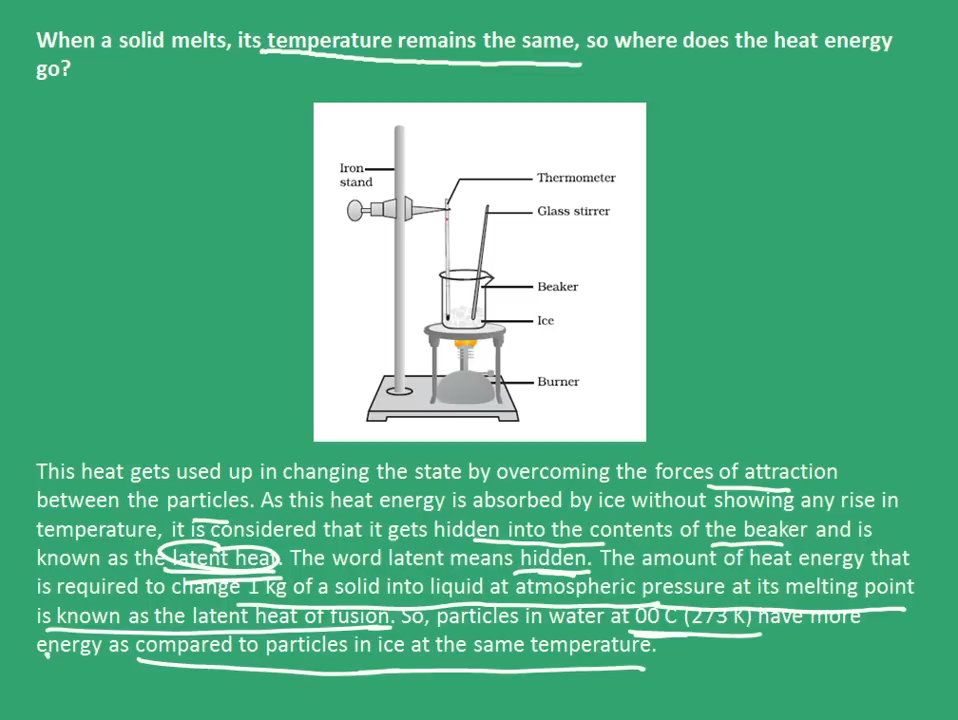 When a solid melts, its temperature remains the same, so where does the heat energy
go?
Iron
stand
Thermometer
Glass stirrer
Beaker
Ice
Burner
This heat gets used up in changing the state by overcoming the forces of attraction
between the particles. As this heat energy is absorbed by ice without showing any rise in
temperature, it is considered that it gets hidden into the contents of the beaker and is
known as the latent heat. The word latent means hidden. The amount of heat energy that
is required to change 1 kg of a solid into liquid at atmospheric pressure at its melting point
is known as the latent heat of fusion. So, particles in water at 00 C (273 K) have more
energy as compared to particles in ice at the same temperature.